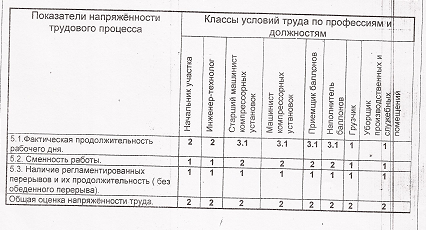 Показатели напряжённости
трудового процесса
Классы условий труда по профессиям и
должностям
Начальник участка
Инженер-технолог
Старший машинист
компрессорных
установок
Машинист
компрессорных
установок
Приемщик баллонов
Наполнитель
баллонов
Грузчик
Уборщик
производственных и
служебных
помещений
5.1.Фактическая продолжительность
рабочего дня.
2 2 3.1 3.1 3.1 3.1 1 1
5.2. Сменность работы.
1 1 2 2 2 2 1 1
5.3. Наличие регламентированных
перерывов и их продолжительность ( без
обеденного перерыва).
1 1 1 1 1 1 1 1
Общая оценка напряжённости труда.
2 2 2 2 2 2 2 2